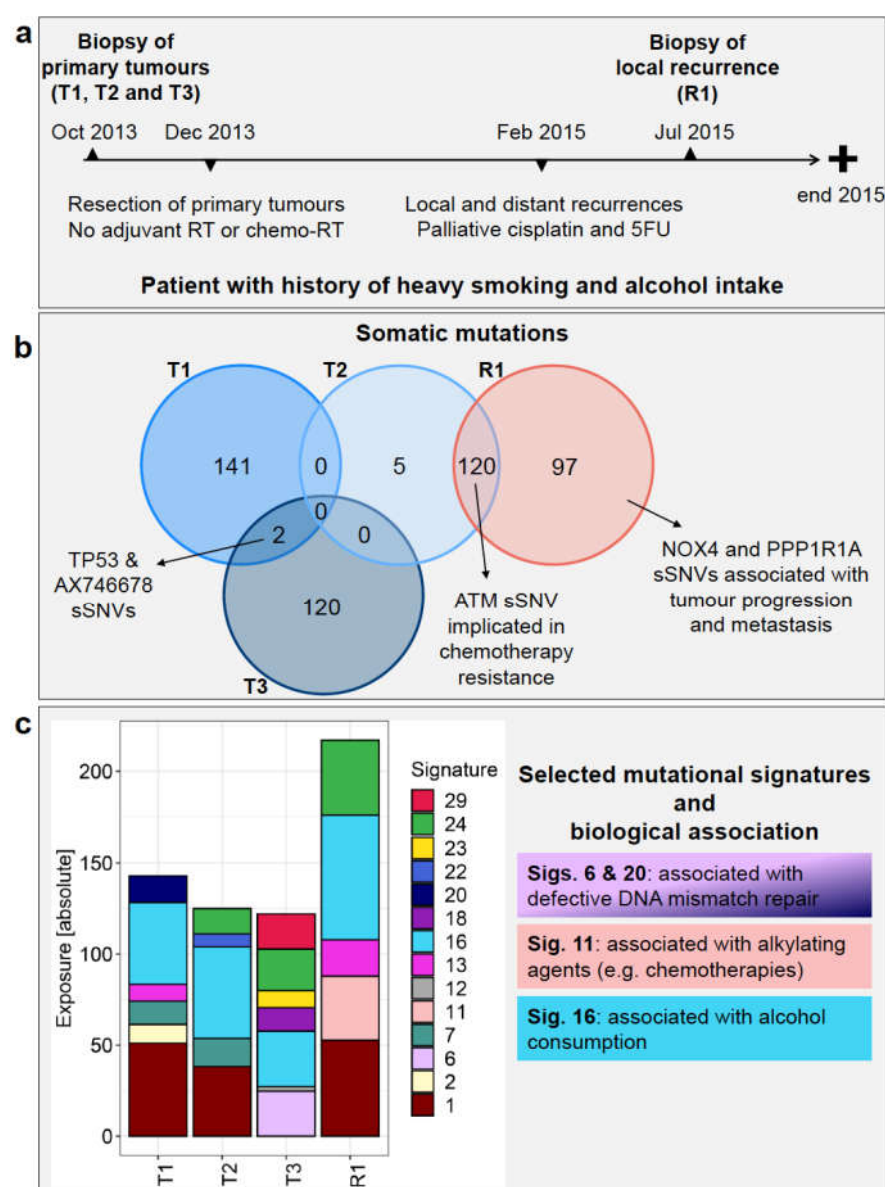 a
Biopsy of
primary tumours
(T1, T2 and T3)
Biopsy of
local recurrence
(R1)
Oct 2013 Dec 2013 Feb 2015 Jul 2015
end 2015
Resection of primary tumours
No adjuvant RT or chemo-RT
Local and distant recurrences
Palliative cisplatin and 5FU
Patient with history of heavy smoking and alcohol intake
b
Somatic mutations
T1
T2
R1
141
0
5
120
97
0
2
0
120
T3
TP53 &
AX746678
sSNVs
ATM sSNV
implicated in
chemotherapy
resistance
NOX4 and PPP1R1A
sSNVs associated with
tumour progression
and metastasis
c
Exposure [absolute]
200
150
100
50
0
T1
T2
T3
R1
Signature
29
24
23
22
20
18
16
13
12
11
7
6
2
1
Selected mutational signatures
and
biological association
Sigs. 6 & 20: associated with
defective DNA mismatch repair
Sig. 11: associated with alkylating
agents (e.g. chemotherapies)
Sig. 16: associated with alcohol
consumption